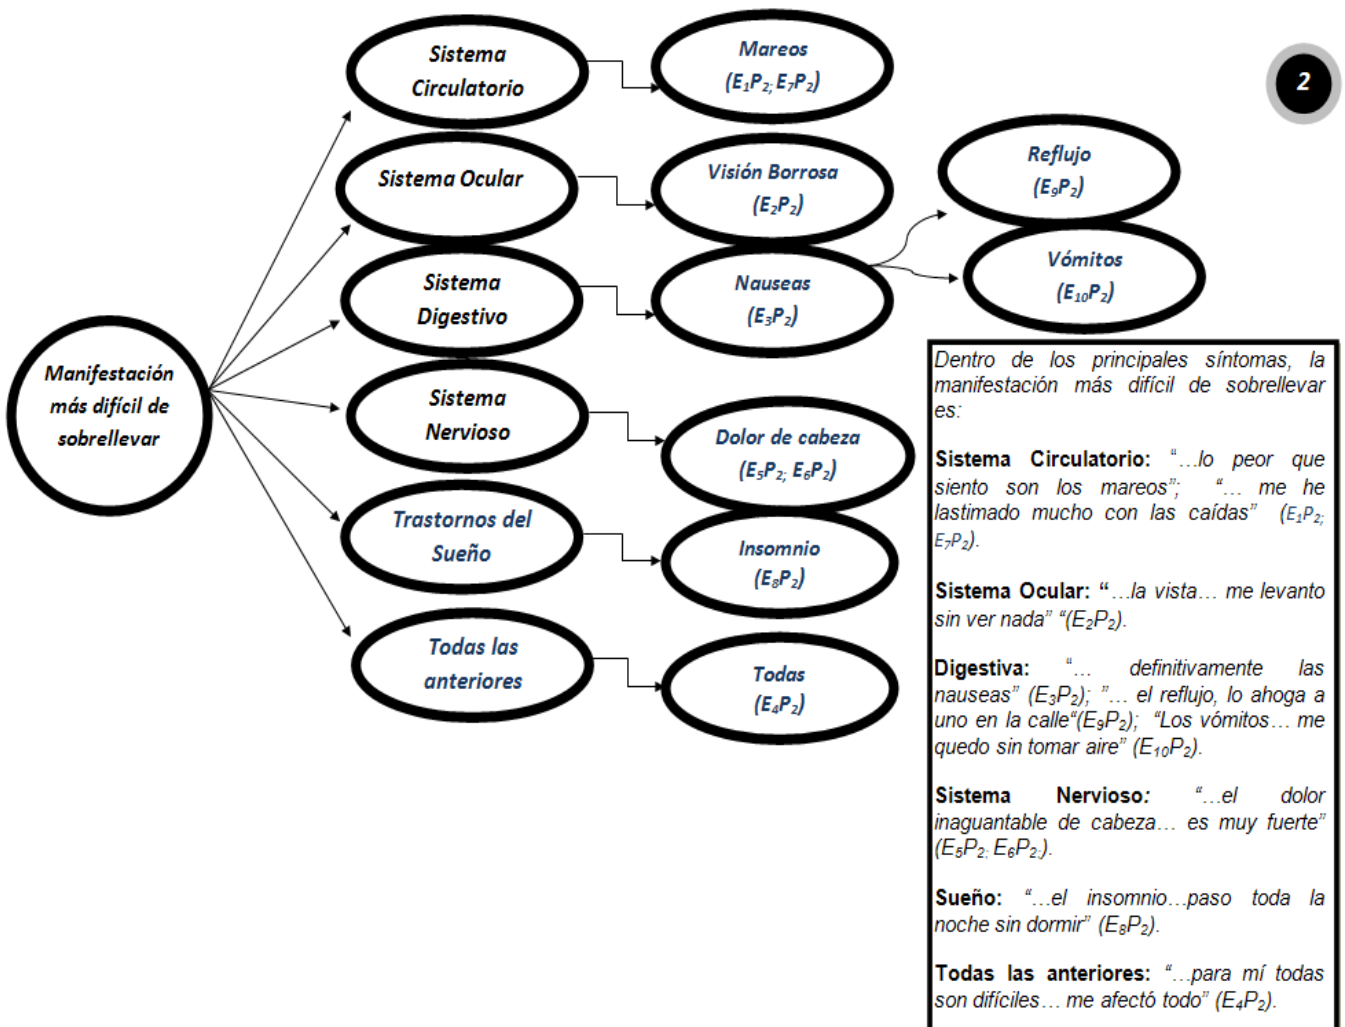 Sistema
Circulatorio
Mareos
(E₁P₂; E₇P₂)
2
Sistema Ocular
Visión Borrosa
(E₂P₂)
Reflujo
(E₉P₂)
Sistema
Digestivo
Nauseas
(E₃P₂)
Vómitos
(E₁₀P₂)
Manifestación
más difícil de
sobrellevar
Sistema
Nervioso
Dolor de cabeza
(E₅P₂; E₆P₂)
Trastornos del
Sueño
Insomnio
(E₈P₂)
Todas las
anteriores
Todas
(E₄P₂)
Dentro de los principales síntomas, la
manifestación más difícil de sobrellevar
es:
Sistema Circulatorio: “…lo peor que
siento son los mareos”; “… me he
lastimado mucho con las caídas” (E₁P₂;
E₇P₂).
Sistema Ocular: “…la vista… me levanto
sin ver nada” “(E₂P₂).
Digestiva: “… definitivamente las
nauseas” (E₃P₂); ”… el reflujo, lo ahoga a
uno en la calle“(E₉P₂); “Los vómitos… me
quedo sin tomar aire” (E₁₀P₂).
Sistema Nervioso: “…el dolor
inaguantable de cabeza… es muy fuerte”
(E₅P₂; E₆P₂;).
Sueño: “…el insomnio…paso toda la
noche sin dormir” (E₈P₂).
Todas las anteriores: “…para mí todas
son difíciles… me afectó todo” (E₄P₂).